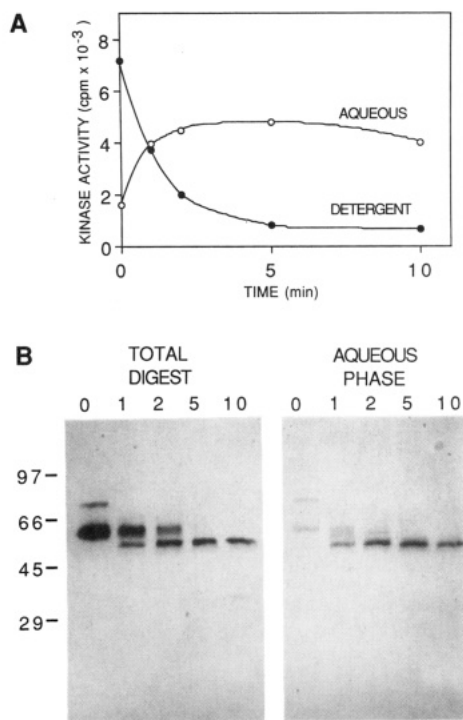 A
KINASE ACTIVITY (cpm x 10⁻³)
8
6
4
2
0
AQUEOUS
DETERGENT
0 5 10
TIME (min)
B
TOTAL DIGEST
AQUEOUS PHASE
0 1 2 5 10
0 1 2 5 10
97
66
45
29